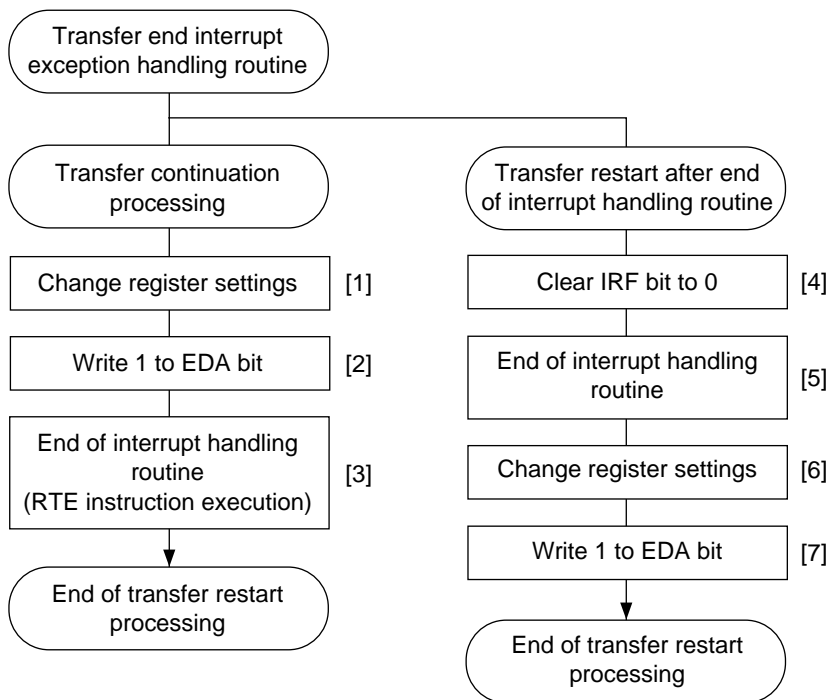 Transfer end interrupt
exception handling routine
Transfer continuation
processing
Change register settings [1]
Write 1 to EDA bit [2]
End of interrupt handling
routine
(RTE instruction execution) [3]
End of transfer restart
processing
Transfer restart after end
of interrupt handling routine
Clear IRF bit to 0 [4]
End of interrupt handling
routine [5]
Change register settings [6]
Write 1 to EDA bit [7]
End of transfer restart
processing